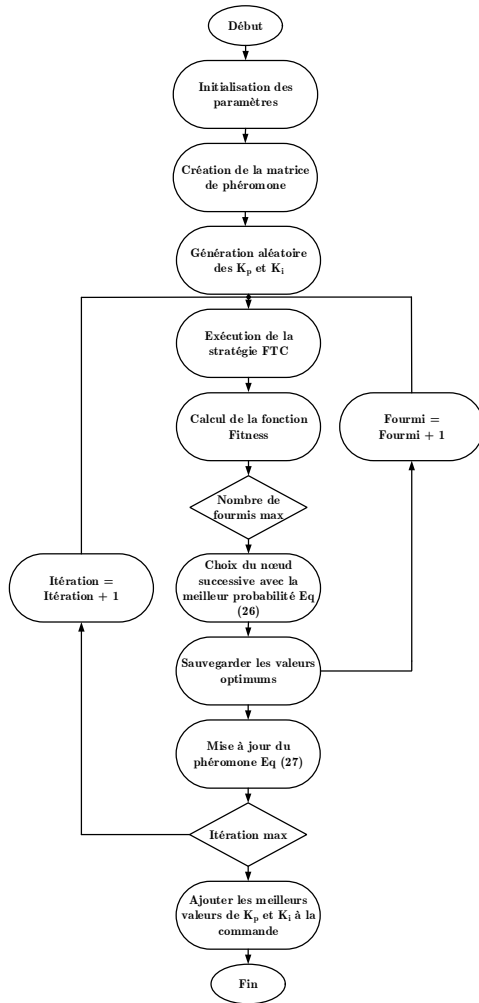 Début
Initialisation des
paramètres
Création de la matrice
de phéromone
Génération aléatoire
des Kp et Ki
Exécution de la
stratégie FTC
Calcul de la fonction
Fitness
Fourmi =
Fourmi + 1
Nombre de
fourmis max
Choix du nœud
successive avec la
meilleur probabilité Eq
(26)
Itération =
Itération + 1
Sauvegarder les valeurs
optimums
Mise à jour du
phéromone Eq (27)
Itération max
Ajouter les meilleurs
valeurs de Kp et Ki à la
commande
Fin